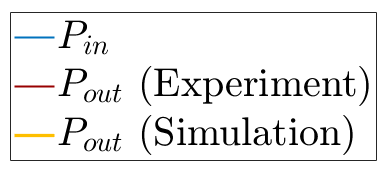 P_in
P_out (Experiment)
P_out (Simulation)